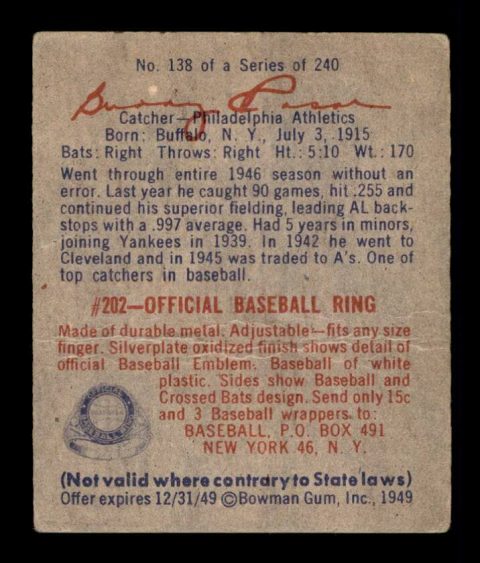 No. 138 of a Series of 240
Buddy Rosar
Catcher—Philadelphia Athletics
Born: Buffalo, N. Y., July 3, 1915
Bats: Right Throws: Right Ht.: 5:10 Wt.: 170
Went through entire 1946 season without an
error. Last year he caught 90 games, hit .255 and
continued his superior fielding, leading AL back-
stops with a .997 average. Had 5 years in minors,
joining Yankees in 1939. In 1942 he went to
Cleveland and in 1945 was traded to A's. One of
top catchers in baseball.
#202—OFFICIAL BASEBALL RING
Made of durable metal. Adjustable—fits any size
finger. Silverplate oxidized finish shows detail of
official Baseball Emblem. Baseball of white
plastic. Sides show Baseball and
Crossed Bats design. Send only 15c
and 3 Baseball wrappers to:
BASEBALL, P.O. BOX 491
NEW YORK 46, N. Y.
(Not valid where contrary to State laws)
Offer expires 12/31/49 ©Bowman Gum, Inc., 1949